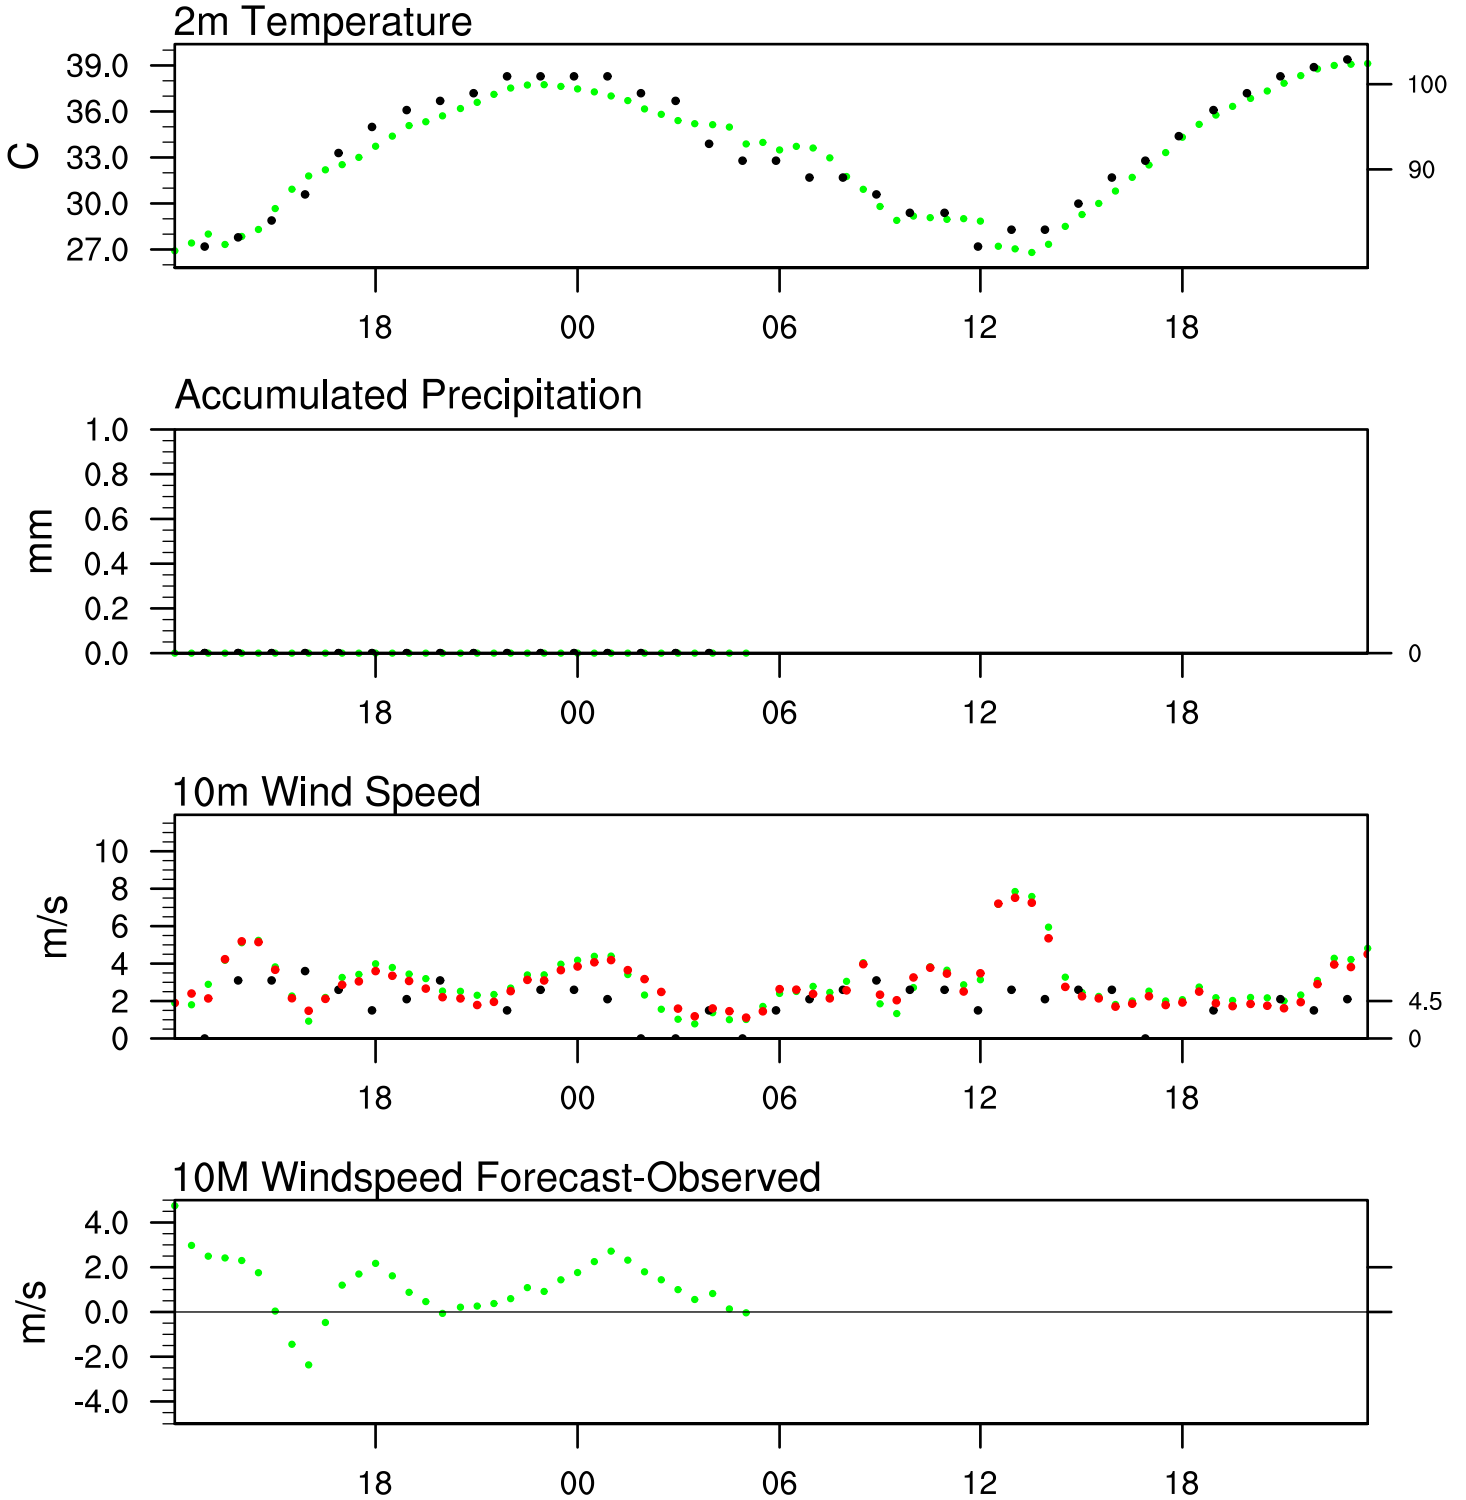 2m Temperature
39.0
36.0
33.0
30.0
27.0
C
100
90
18 00 06 12 18
Accumulated Precipitation
1.0
0.8
0.6
0.4
0.2
0.0
mm
0
18 00 06 12 18
10m Wind Speed
10
8
6
4
2
0
m/s
4.5
0
18 00 06 12 18
10M Windspeed Forecast-Observed
4.0
2.0
0.0
-2.0
-4.0
m/s
18 00 06 12 18